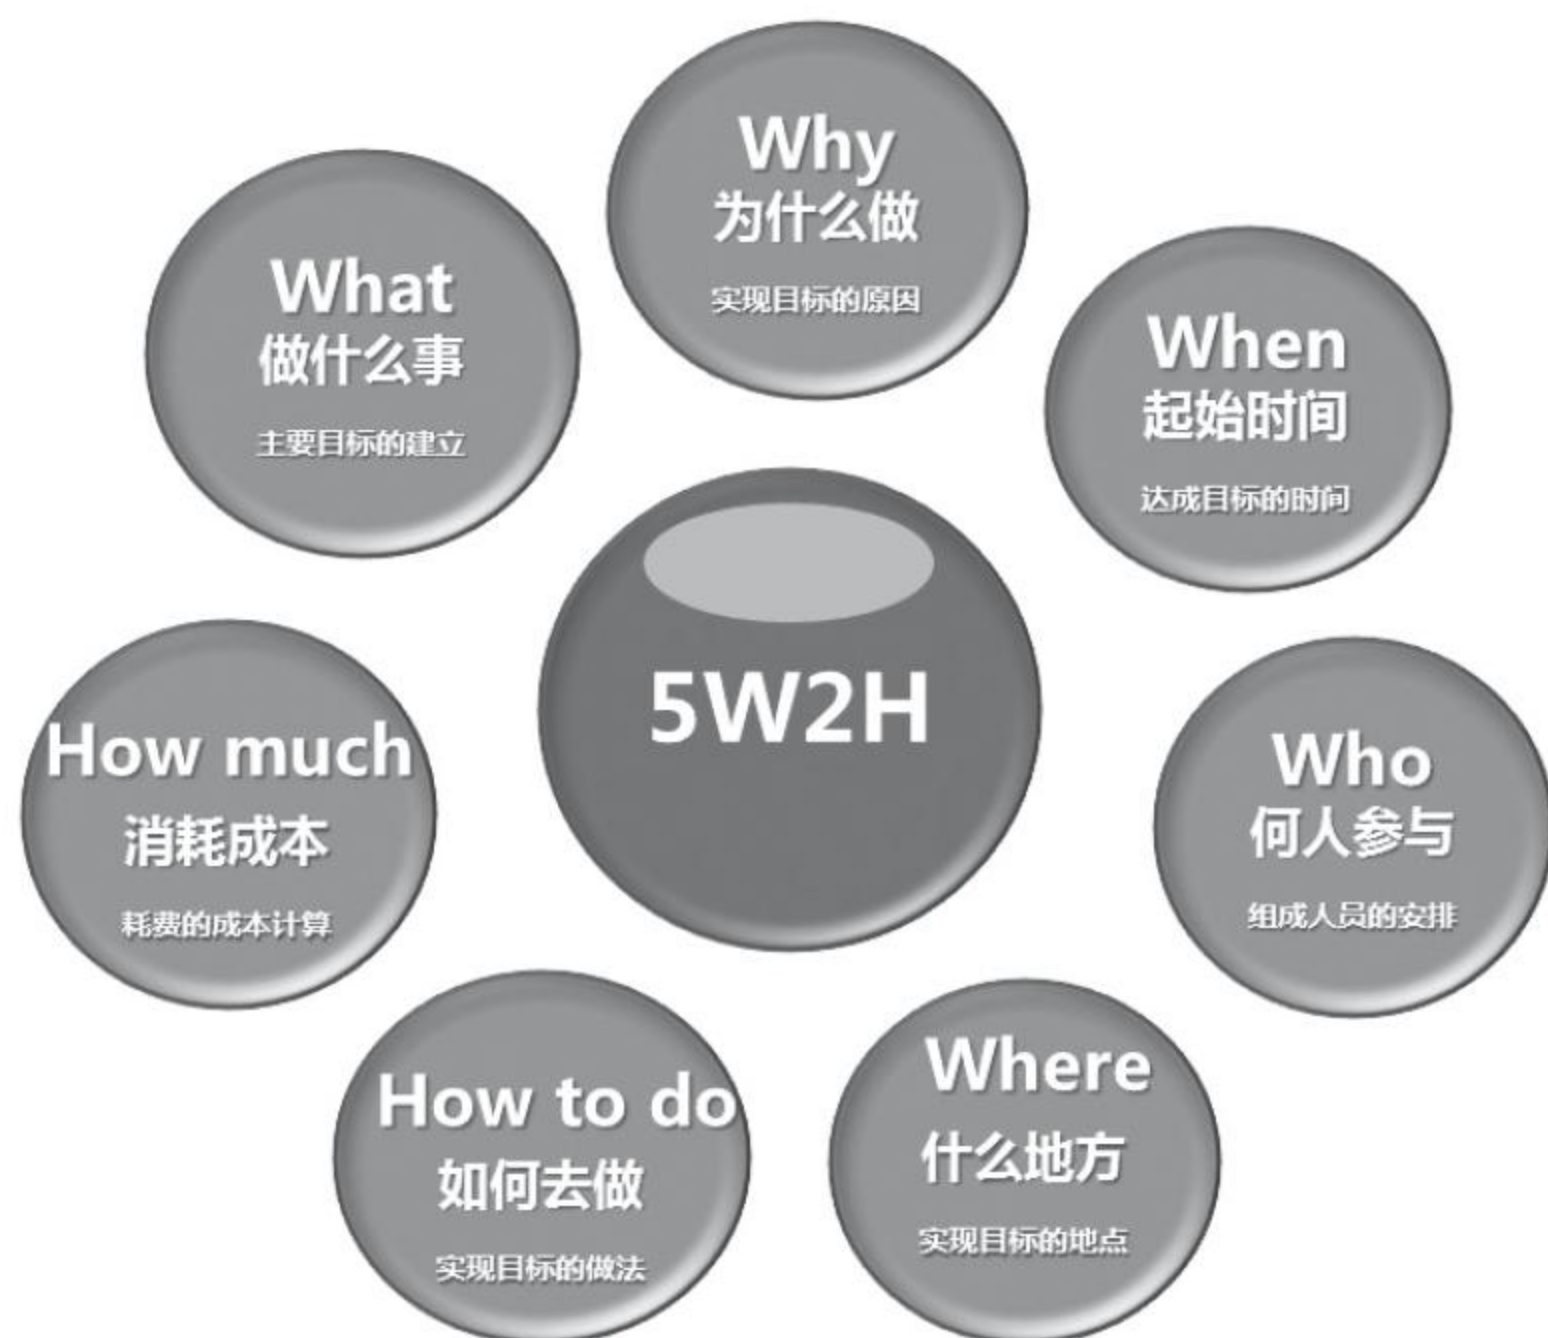 Why
为什么做
实现目标的原因
What
做什么事
主要目标的建立
When
起始时间
达成目标的时间
5W2H
How much
消耗成本
耗费的成本计算
Who
何人参与
组成人员的安排
How to do
如何去做
实现目标的做法
Where
什么地方
实现目标的地点